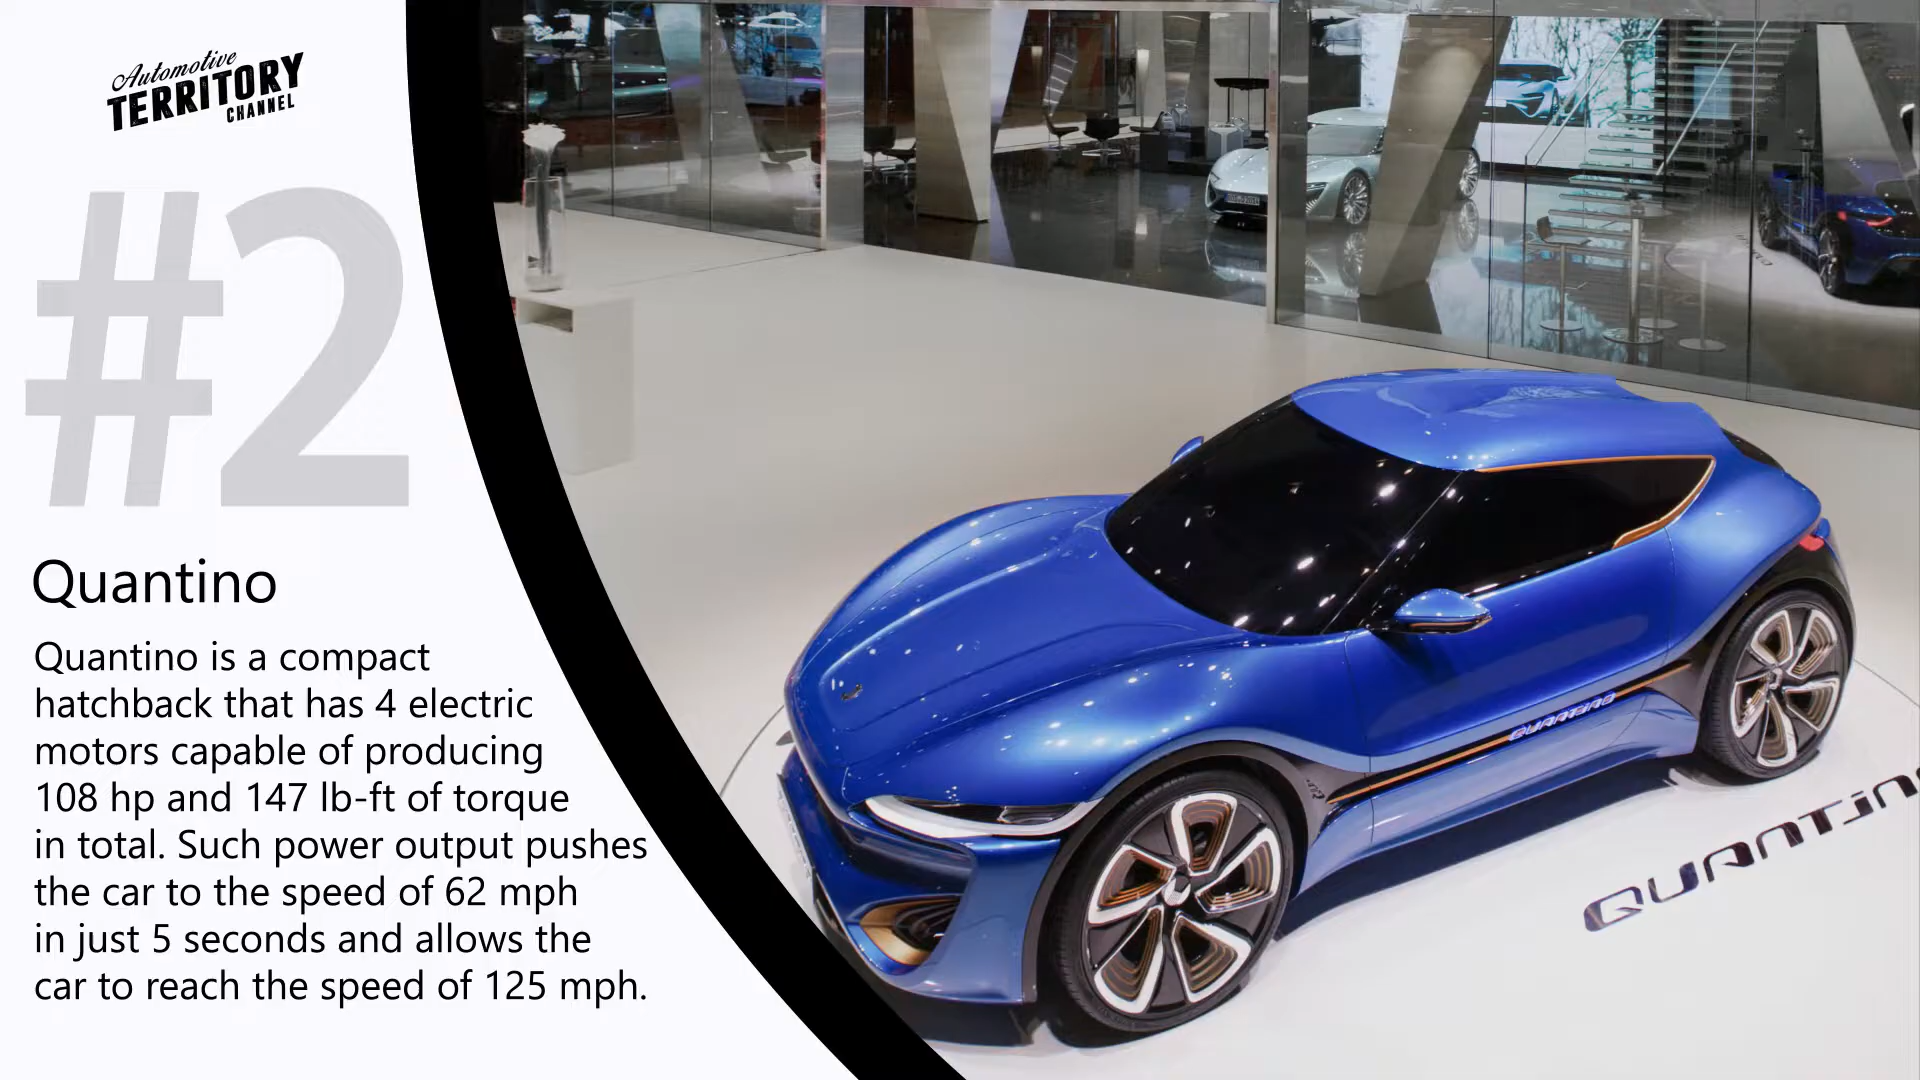 Automotive
TERRITORY
CHANNEL
#2
Quantino
Quantino is a compact
hatchback that has 4 electric
motors capable of producing
108 hp and 147 lb-ft of torque
in total. Such power output pushes
the car to the speed of 62 mph
in just 5 seconds and allows the
car to reach the speed of 125 mph.
QUANTINO
QUANTINO